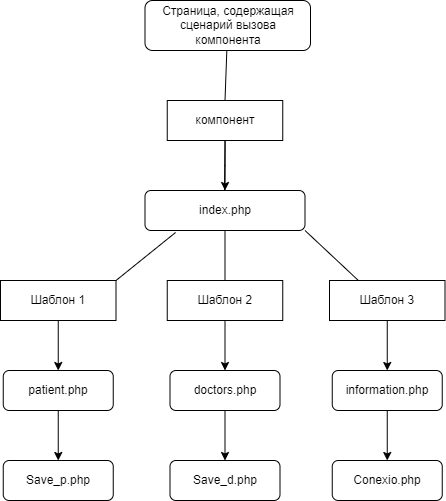 Страница, содержащая
сценарий вызова
компонента
компонент
index.php
Шаблон 1
Шаблон 2
Шаблон 3
patient.php
doctors.php
information.php
Save_p.php
Save_d.php
Conexio.php